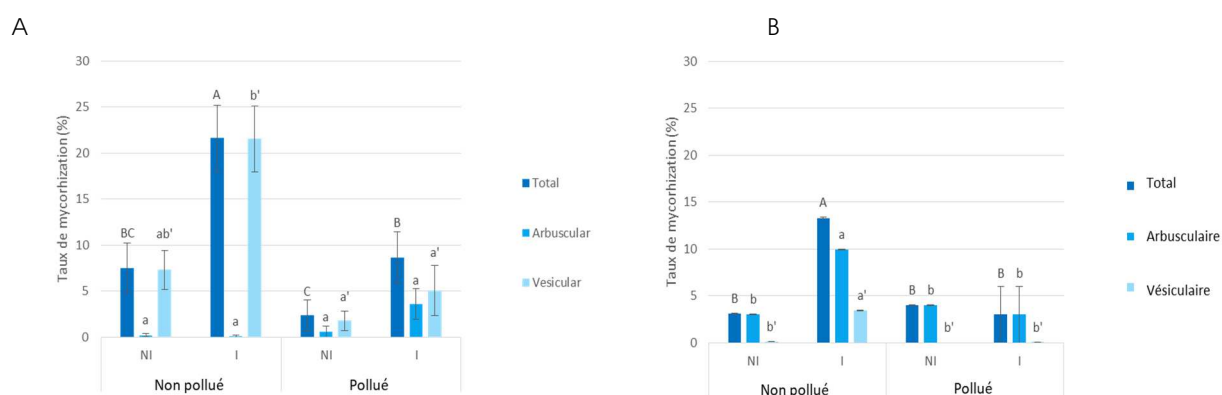 A
B
Taux de mycorhization (%)
30
25
20
15
10
5
0
BC
a
ab'
A
a
b'
C
a
a'
B
a
a'
NI
I
NI
I
Non pollué
Pollué
Total
Arbuscular
Vesicular
Taux de mycorhization (%)
30
25
20
15
10
5
0
B
b
b'
A
a
a'
B
b
b'
B
b
b'
NI
I
NI
I
Non pollué
Pollué
Total
Arbusculaire
Vésiculaire